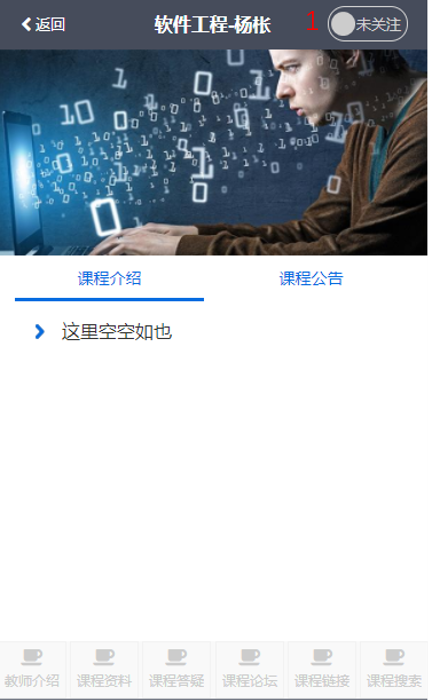 返回
软件工程-杨枨
1
未关注
课程介绍
课程公告
这里空空如也
教师介绍
课程资料
课程答疑
课程论坛
课程链接
课程搜索